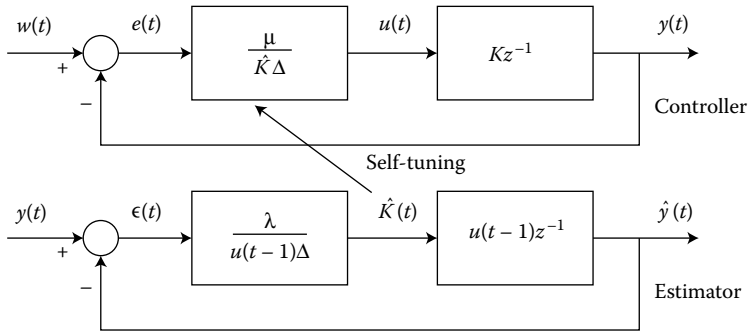 w(t)
e(t)
μ
K̂Δ
u(t)
Kz⁻¹
y(t)
+
−
Controller
Self-tuning
y(t)
ϵ(t)
λ
u(t−1)Δ
K̂(t)
u(t−1)z⁻¹
ŷ(t)
+
−
Estimator